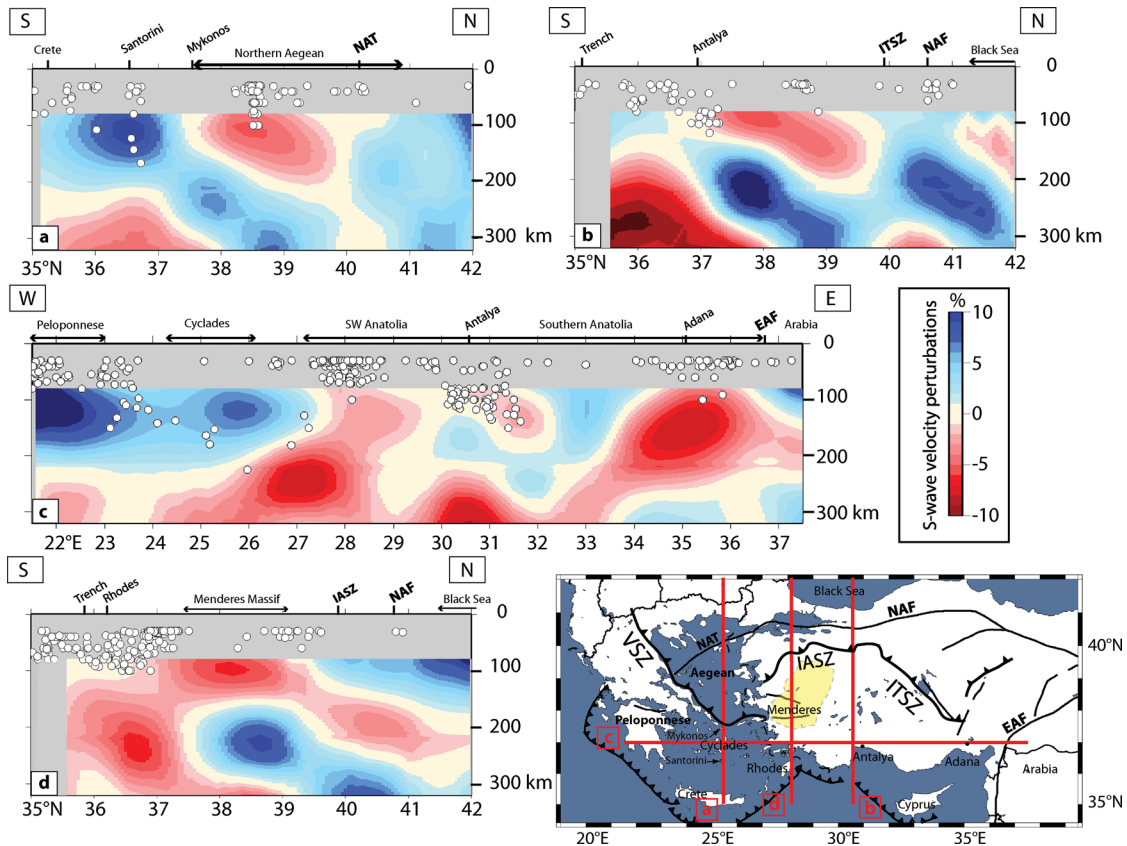 S
N
Crete
Santorini
Mykonos
Northern Aegean
NAT
0
100
200
300 km
a
35°N 36 37 38 39 40 41 42
S
N
Trench
Antalya
ITSZ
NAF
Black Sea
0
100
200
300 km
b
35°N 36 37 38 39 40 41 42
W
E
Peloponnese
Cyclades
SW Anatolia
Antalya
Southern Anatolia
Adana
EAF
Arabia
0
100
200
300 km
c
22°E 23 24 25 26 27 28 29 30 31 32 33 34 35 36 37
%
10
5
0
-5
-10
S-wave velocity perturbations
S
N
Trench
Rhodes
Menderes Massif
IASZ
NAF
Black Sea
0
100
200
300 km
d
35°N 36 37 38 39 40 41 42
Black Sea
NAF
NAT
VSZ
40°N
Aegean
IASZ
ITSZ
Menderes
Peloponnese
Mykonos
EAF
c
Cyclades
Santorini
Rhodes
Antalya
Adana
Arabia
Crete
Cyprus
a
d
b
35°N
20°E 25°E 30°E 35°E